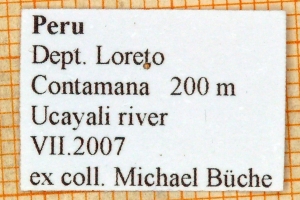 Peru
Dept. Loreto
Contamana 200 m
Ucayali river
VII.2007
ex coll. Michael Büche